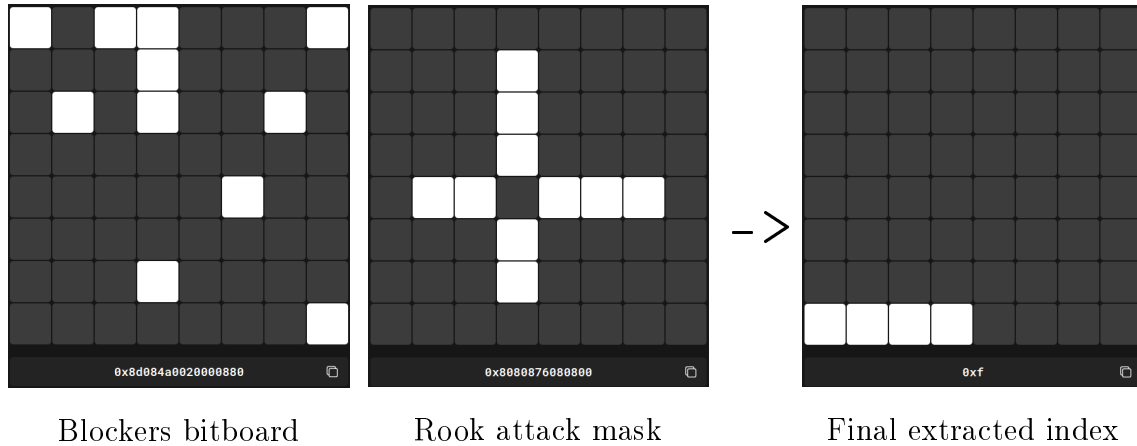 0x8d084a0020000880
0x8080876080800
0xf
Blockers bitboard
Rook attack mask
Final extracted index